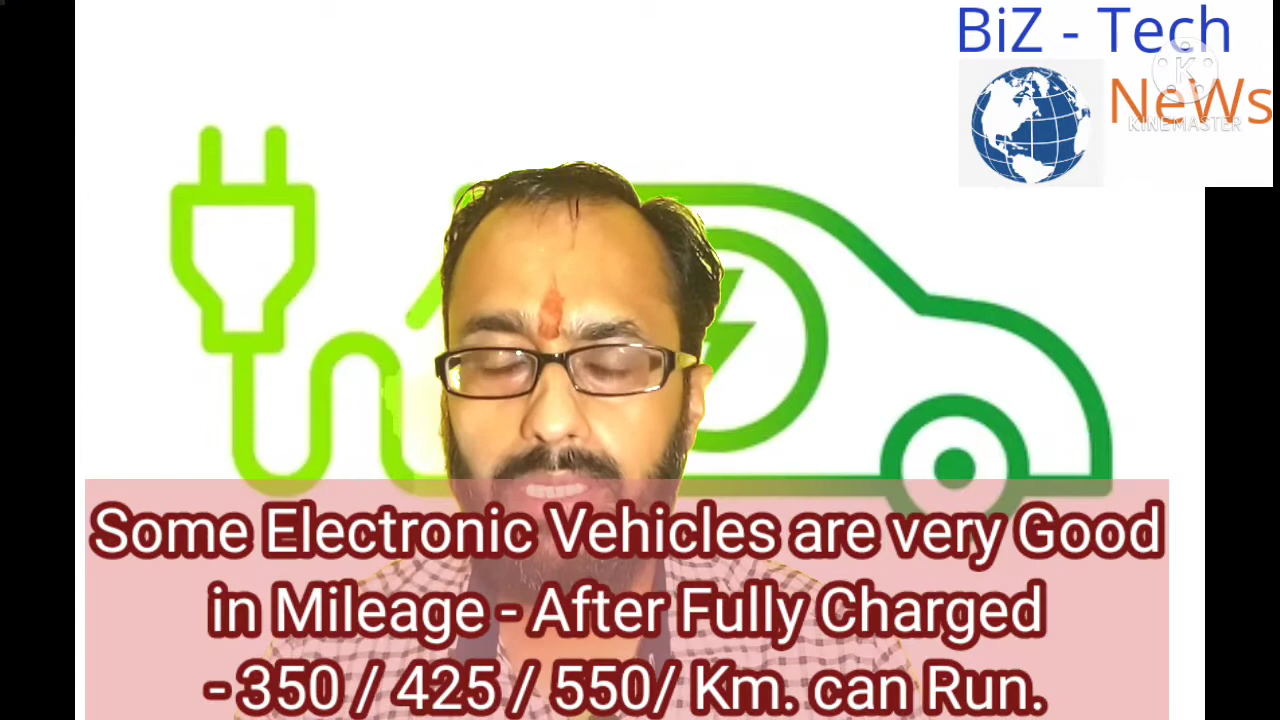 BiZ - Tech
NeWs
K
KINEMASTER
Some Electronic Vehicles are very Good
in Mileage - After Fully Charged
- 350 / 425 / 550/ Km. can Run.